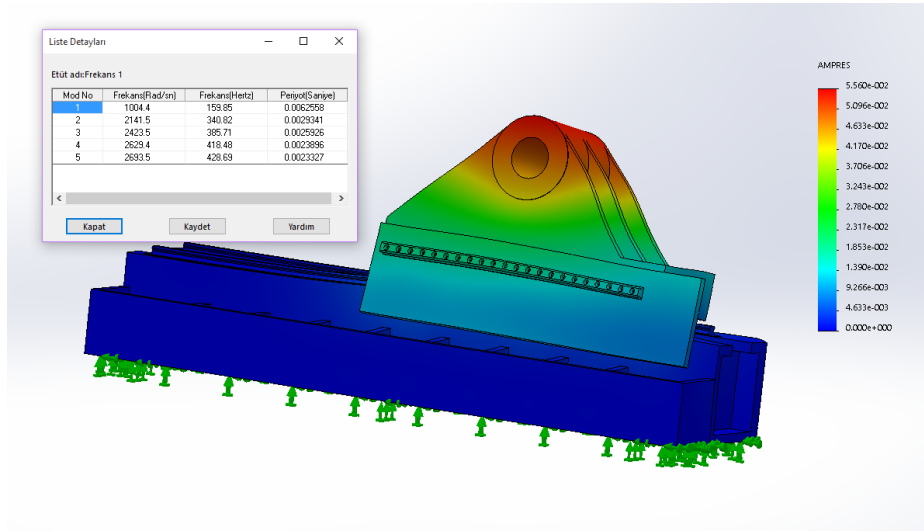 Liste Detayları
Etüt adı:Frekans 1
Mod No Frekans(Rad/sn) Frekans(Hertz) Periyot(Saniye)
1 1004.4 159.85 0.0062558
2 2141.5 340.82 0.0029341
3 2423.5 385.71 0.0025926
4 2629.4 418.48 0.0023896
5 2693.5 428.69 0.0023327
Kapat Kaydet Yardım
AMPRES
5.560e-002
5.096e-002
4.633e-002
4.170e-002
3.706e-002
3.243e-002
2.780e-002
2.317e-002
1.853e-002
1.390e-002
9.266e-003
4.633e-003
0.000e+000